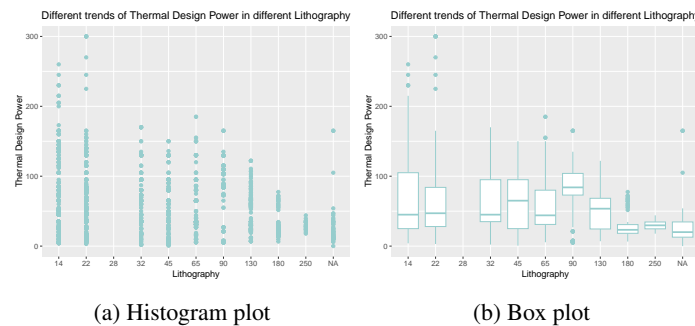 Different trends of Thermal Design Power in different Lithography
300
200
100
0
Thermal Design Power
14 22 28 32 45 65 90 130 180 250 NA
Lithography
(a) Histogram plot
Different trends of Thermal Design Power in different Lithography
300
200
100
0
Thermal Design Power
14 22 28 32 45 65 90 130 180 250 NA
Lithography
(b) Box plot